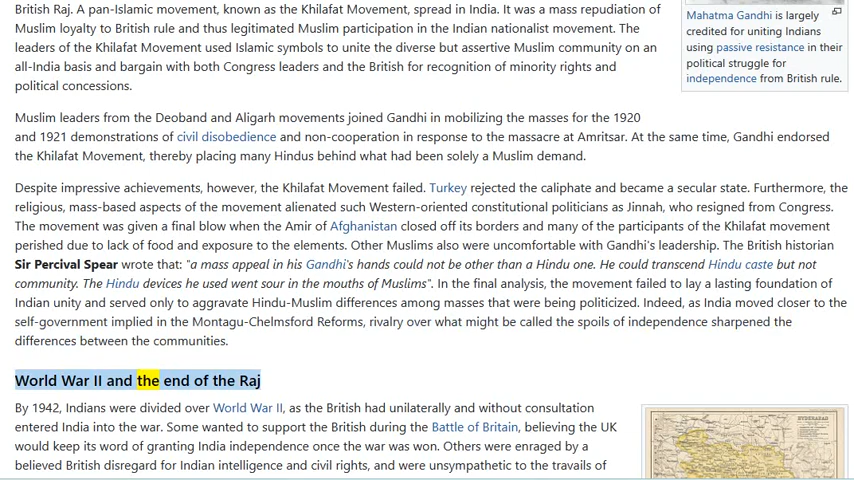 British Raj. A pan-Islamic movement, known as the Khilafat Movement, spread in India. It was a mass repudiation of
Muslim loyalty to British rule and thus legitimated Muslim participation in the Indian nationalist movement. The
leaders of the Khilafat Movement used Islamic symbols to unite the diverse but assertive Muslim community on an
all-India basis and bargain with both Congress leaders and the British for recognition of minority rights and
political concessions.
Mahatma Gandhi is largely
credited for uniting Indians
using passive resistance in their
political struggle for
independence from British rule.
Muslim leaders from the Deoband and Aligarh movements joined Gandhi in mobilizing the masses for the 1920
and 1921 demonstrations of civil disobedience and non-cooperation in response to the massacre at Amritsar. At the same time, Gandhi endorsed
the Khilafat Movement, thereby placing many Hindus behind what had been solely a Muslim demand.
Despite impressive achievements, however, the Khilafat Movement failed. Turkey rejected the caliphate and became a secular state. Furthermore, the
religious, mass-based aspects of the movement alienated such Western-oriented constitutional politicians as Jinnah, who resigned from Congress.
The movement was given a final blow when the Amir of Afghanistan closed off its borders and many of the participants of the Khilafat movement
perished due to lack of food and exposure to the elements. Other Muslims also were uncomfortable with Gandhi's leadership. The British historian
Sir Percival Spear wrote that: "a mass appeal in his Gandhi's hands could not be other than a Hindu one. He could transcend Hindu caste but not
community. The Hindu devices he used went sour in the mouths of Muslims". In the final analysis, the movement failed to lay a lasting foundation of
Indian unity and served only to aggravate Hindu-Muslim differences among masses that were being politicized. Indeed, as India moved closer to the
self-government implied in the Montagu-Chelmsford Reforms, rivalry over what might be called the spoils of independence sharpened the
differences between the communities.
World War II and the end of the Raj
By 1942, Indians were divided over World War II, as the British had unilaterally and without consultation
entered India into the war. Some wanted to support the British during the Battle of Britain, believing the UK
would keep its word of granting India independence once the war was won. Others were enraged by a
believed British disregard for Indian intelligence and civil rights, and were unsympathetic to the travails of
HYDERABAD